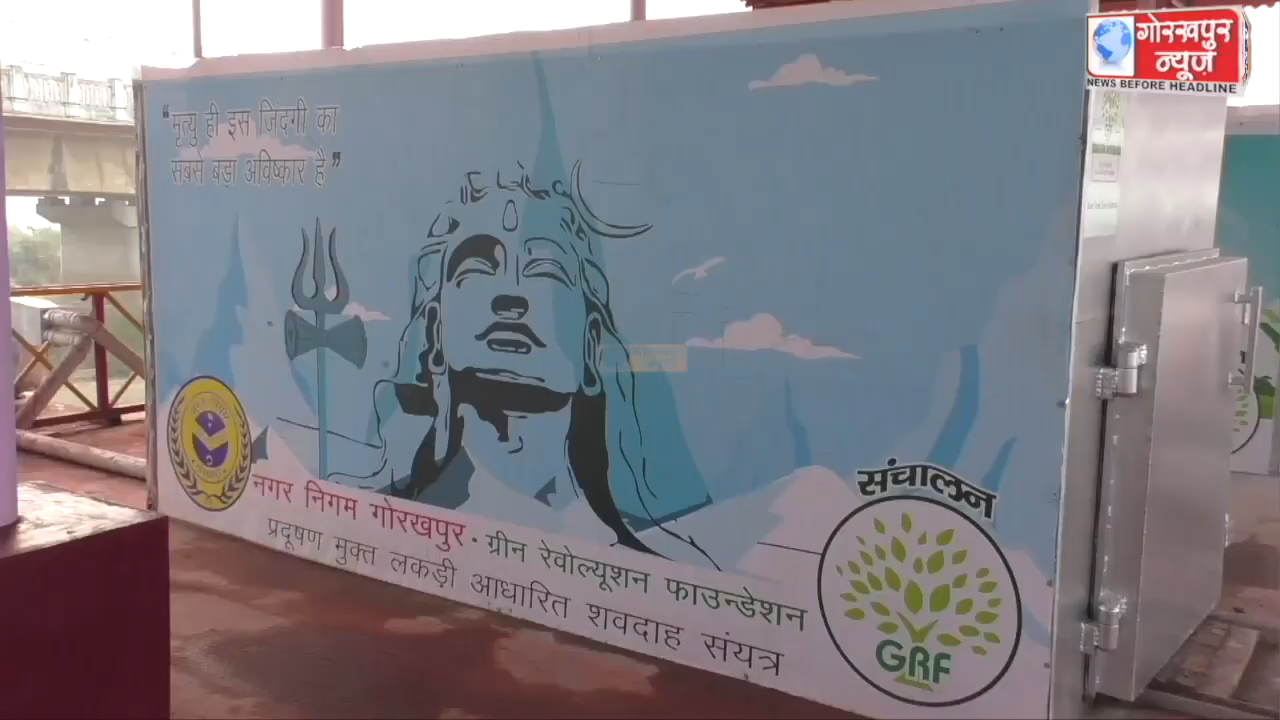 “मृत्यु ही इस जिंदगी का
सबसे बड़ा अविष्कार है”
गोरखपुर
न्यूज़
NEWS BEFORE HEADLINE
नगर निगम गोरखपुर · ग्रीन रेवोल्यूशन फाउन्डेशन
प्रदूषण मुक्त लकड़ी आधारित शवदाह संयत्र
संचालन
GRF